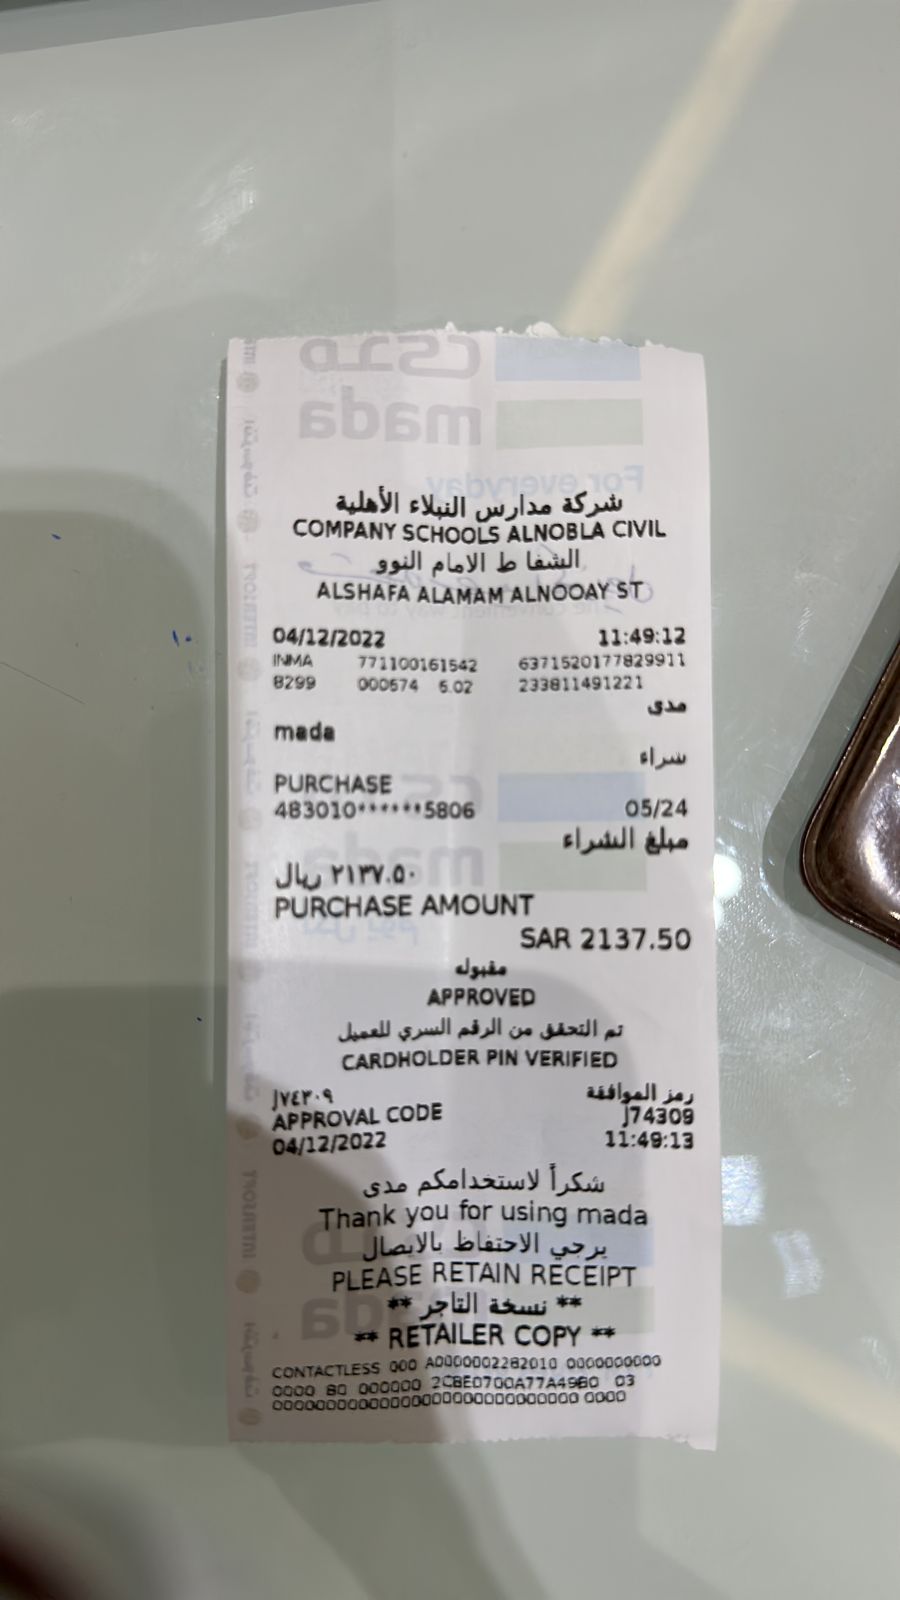 شركة مدارس النبلاء الأهلية
COMPANY SCHOOLS ALNOBLA CIVIL
الشفا ط الامام النوو
ALSHAFA ALAMAM ALNOOAY ST
04/12/2022 11:49:12
INMA 771100161542 6371520177829911
8299 000574 6.02 233811491221
مدى
mada
شراء
PURCHASE
483010******5806 05/24
مبلغ الشراء
٢١٣٧.٥٠ ريال
PURCHASE AMOUNT
SAR 2137.50
مقبوله
APPROVED
تم التحقق من الرقم السري للعميل
CARDHOLDER PIN VERIFIED
رمز الموافقة J٧٤٣٠٩
APPROVAL CODE J74309
04/12/2022 11:49:13
شكراً لاستخدامكم مدى
Thank you for using mada
يرجي الاحتفاظ بالايصال
PLEASE RETAIN RECEIPT
** نسخة التاجر **
** RETAILER COPY **
CONTACTLESS 000 A0000002282010 0000000000
0000 80 000000 2CBE0700A77A49B0 03